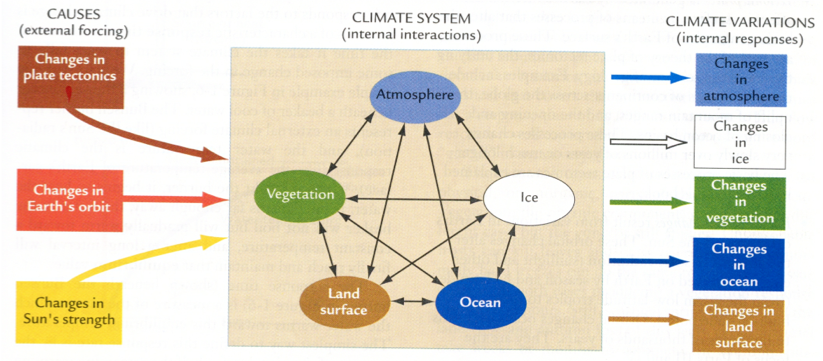 CAUSES
(external forcing)
CLIMATE SYSTEM
(internal interactions)
CLIMATE VARIATIONS
(internal responses)
Changes in
plate tectonics
Changes in
Earth's orbit
Changes in
Sun's strength
Atmosphere
Vegetation
Ice
Land
surface
Ocean
Changes
in
atmosphere
Changes
in
ice
Changes
in
vegetation
Changes
in
ocean
Changes in
land
surface